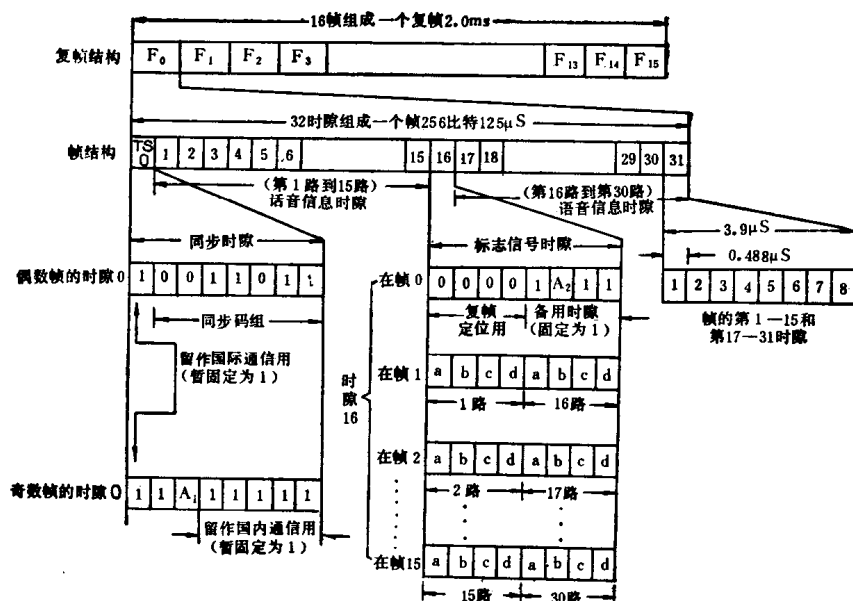 16帧组成一个复帧2.0ms
复帧结构
F₀ F₁ F₂ F₃ F₁₃ F₁₄ F₁₅
32时隙组成一个帧256比特125μS
帧结构
TS0 1 2 3 4 5 6 15 16 17 18 29 30 31
(第1路到15路)
话音信息时隙
(第16路到第30路)
语音信息时隙
3.9μS
0.488μS
同步时隙
标志信号时隙
偶数帧的时隙0
1 0 0 1 1 0 1 1
在帧0
0 0 0 0 1 A₂ 1 1
1 2 3 4 5 6 7 8
同步码组
复帧
定位用
备用时隙
(固定为1)
帧的第1—15和
第17—31时隙
留作国际通信用
(暂固定为1)
时隙16
在帧1
a b c d a b c d
1路 16路
在帧2
a b c d a b c d
2路 17路
奇数帧的时隙0
1 1 A₁ 1 1 1 1 1
留作国内通信用
(暂固定为1)
在帧15
a b c d a b c d
15路 30路